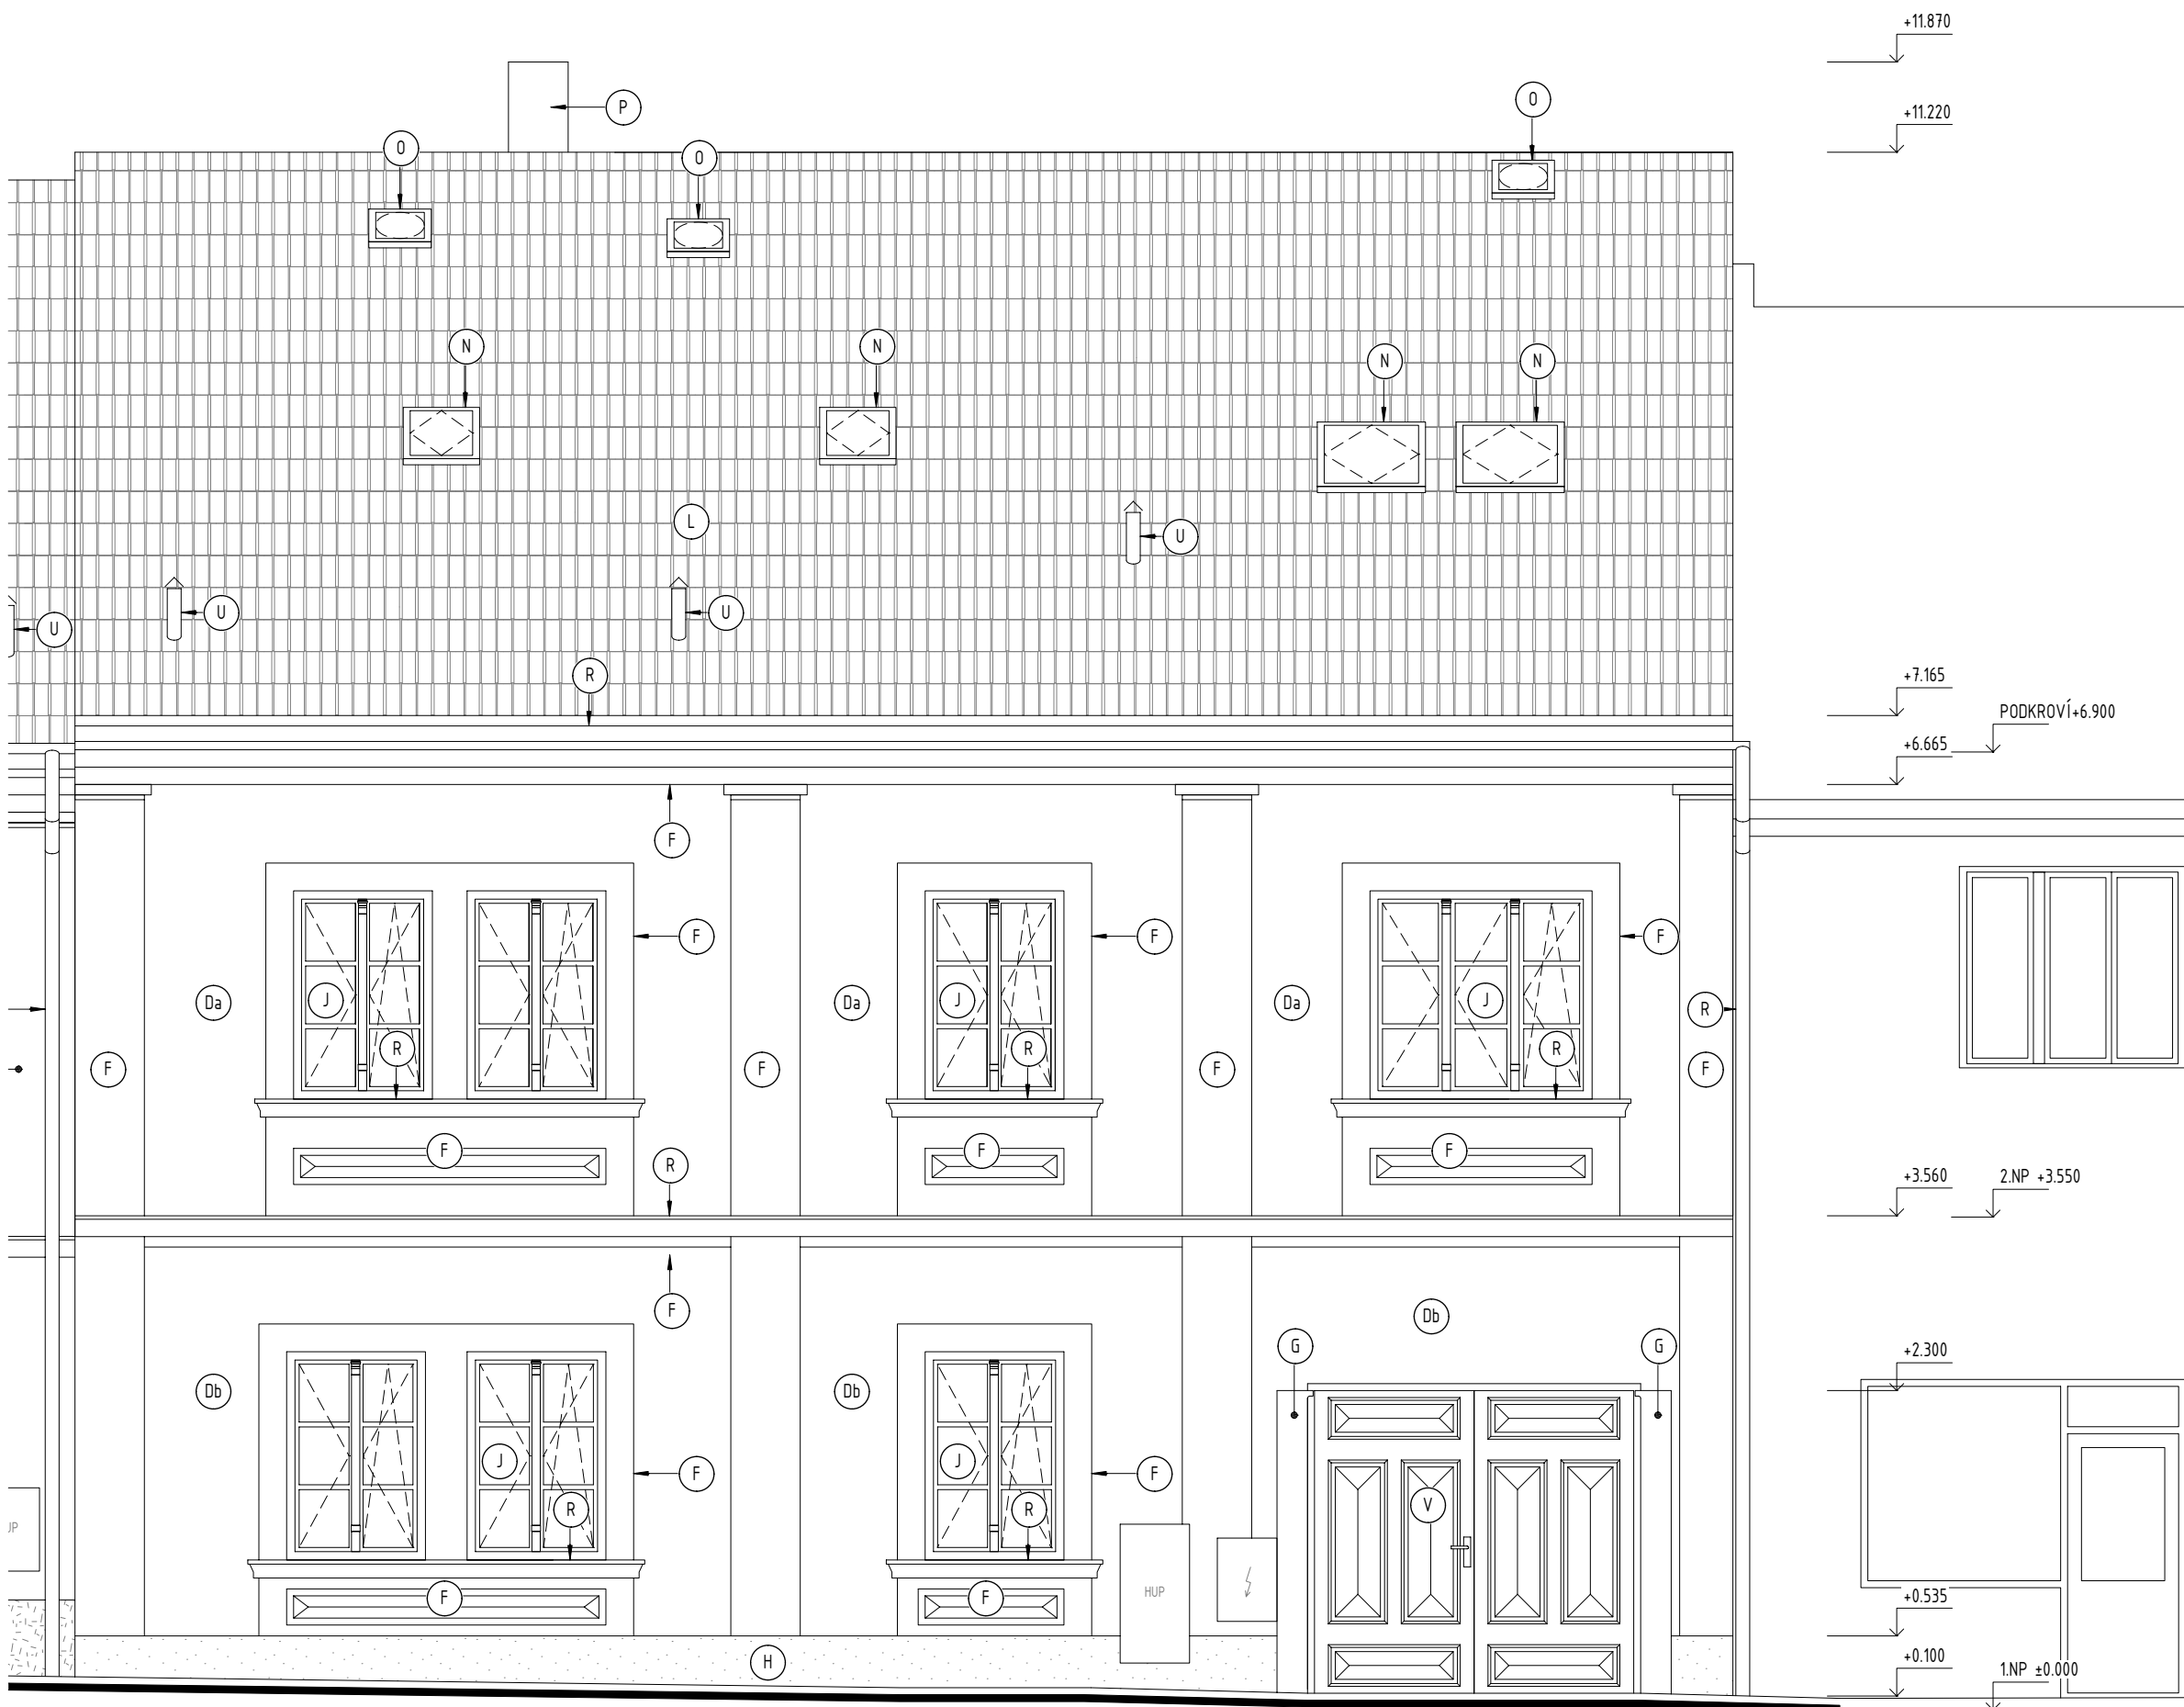 +11.870
P
O
+11.220
O
O
N
N
N
N
L
U
U
U
U
R
+7.165
PODKROVÍ+6.900
+6.665
F
F
F
F
Da
J
Da
J
Da
J
R
R
R
R
F
F
F
F
F
F
F
R
+3.560
2.NP +3.550
F
Db
G
G
+2.300
Db
Db
J
J
F
F
R
R
V
HUP
F
F
+0.535
H
+0.100
1.NP ±0.000